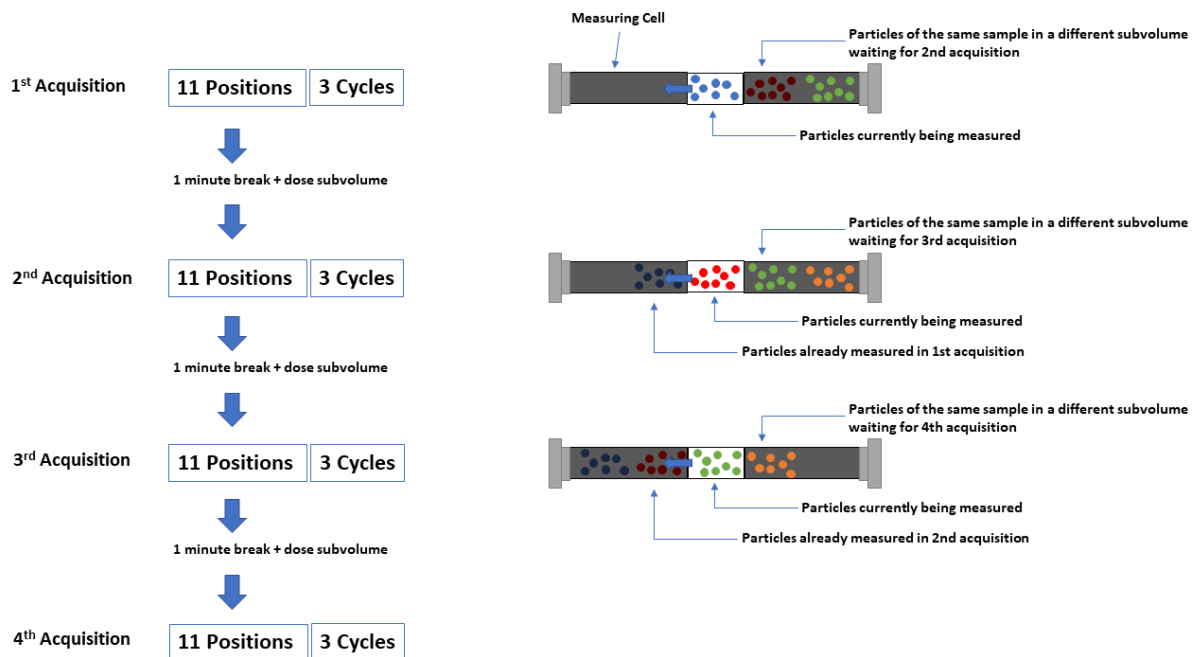 Measuring Cell
Particles of the same sample in a different subvolume
waiting for 2nd acquisition
1st Acquisition
11 Positions
3 Cycles
Particles currently being measured
1 minute break + dose subvolume
Particles of the same sample in a different subvolume
waiting for 3rd acquisition
2nd Acquisition
11 Positions
3 Cycles
Particles currently being measured
Particles already measured in 1st acquisition
1 minute break + dose subvolume
Particles of the same sample in a different subvolume
waiting for 4th acquisition
3rd Acquisition
11 Positions
3 Cycles
Particles currently being measured
Particles already measured in 2nd acquisition
1 minute break + dose subvolume
4th Acquisition
11 Positions
3 Cycles